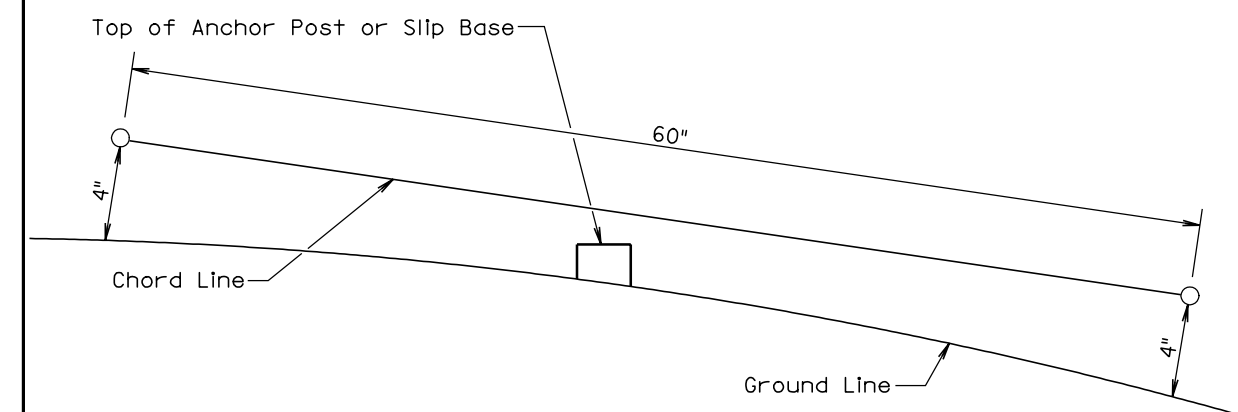 Top of Anchor Post or Slip Base
60"
4"
Chord Line
4"
Ground Line